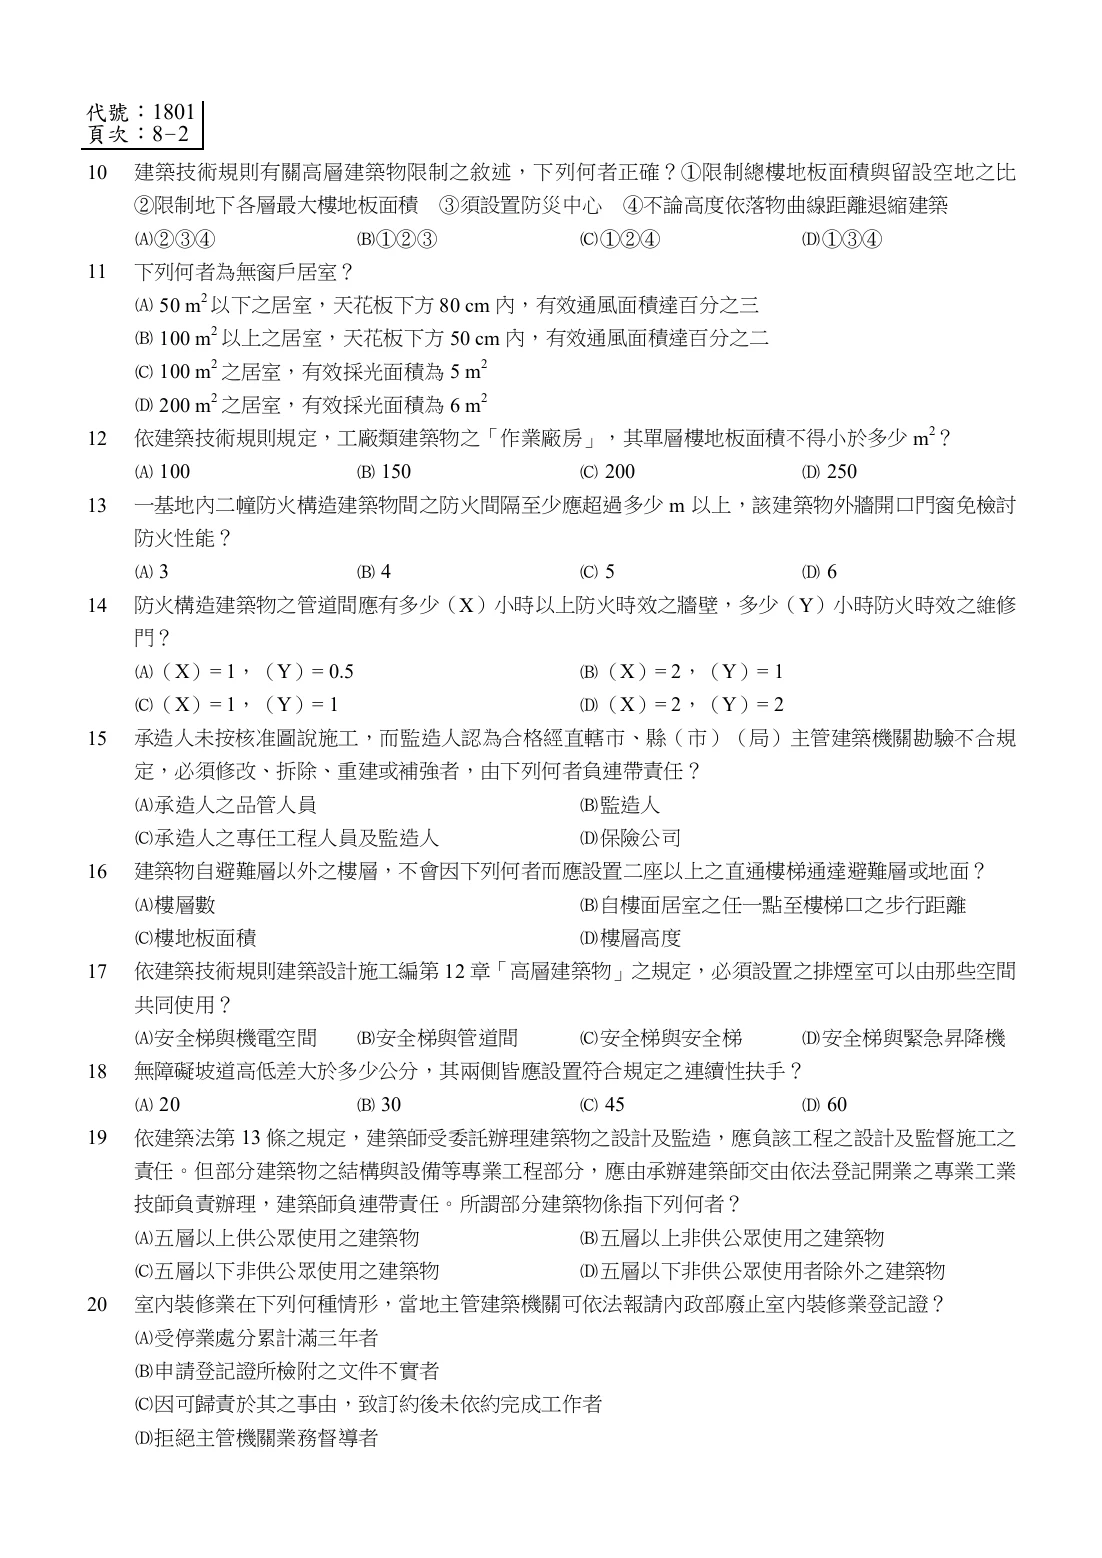 代號：1801
頁次：8－2
10 建築技術規則有關高層建築物限制之敘述，下列何者正確？①限制總樓地板面積與留設空地之比
②限制地下各層最大樓地板面積 ③須設置防災中心 ④不論高度依落物曲線距離退縮建築
(A)②③④ (B)①②③ (C)①②④ (D)①③④
11 下列何者為無窗戶居室？
(A) 50 m²以下之居室，天花板下方 80 cm 內，有效通風面積達百分之三
(B) 100 m²以上之居室，天花板下方 50 cm 內，有效通風面積達百分之二
(C) 100 m²之居室，有效採光面積為 5 m²
(D) 200 m²之居室，有效採光面積為 6 m²
12 依建築技術規則規定，工廠類建築物之「作業廠房」，其單層樓地板面積不得小於多少 m²？
(A) 100 (B) 150 (C) 200 (D) 250
13 一基地內二幢防火構造建築物間之防火間隔至少應超過多少 m 以上，該建築物外牆開口門窗免檢討
防火性能？
(A) 3 (B) 4 (C) 5 (D) 6
14 防火構造建築物之管道間應有多少（X）小時以上防火時效之牆壁，多少（Y）小時防火時效之維修
門？
(A)（X）= 1，（Y）= 0.5 (B)（X）= 2，（Y）= 1
(C)（X）= 1，（Y）= 1 (D)（X）= 2，（Y）= 2
15 承造人未按核准圖說施工，而監造人認為合格經直轄市、縣（市）（局）主管建築機關勘驗不合規
定，必須修改、拆除、重建或補強者，由下列何者負連帶責任？
(A)承造人之品管人員 (B)監造人
(C)承造人之專任工程人員及監造人 (D)保險公司
16 建築物自避難層以外之樓層，不會因下列何者而應設置二座以上之直通樓梯通達避難層或地面？
(A)樓層數 (B)自樓面居室之任一點至樓梯口之步行距離
(C)樓地板面積 (D)樓層高度
17 依建築技術規則建築設計施工編第 12 章「高層建築物」之規定，必須設置之排煙室可以由那些空間
共同使用？
(A)安全梯與機電空間 (B)安全梯與管道間 (C)安全梯與安全梯 (D)安全梯與緊急昇降機
18 無障礙坡道高低差大於多少公分，其兩側皆應設置符合規定之連續性扶手？
(A) 20 (B) 30 (C) 45 (D) 60
19 依建築法第 13 條之規定，建築師受委託辦理建築物之設計及監造，應負該工程之設計及監督施工之
責任。但部分建築物之結構與設備等專業工程部分，應由承辦建築師交由依法登記開業之專業工業
技師負責辦理，建築師負連帶責任。所謂部分建築物係指下列何者？
(A)五層以上供公眾使用之建築物 (B)五層以上非供公眾使用之建築物
(C)五層以下非供公眾使用之建築物 (D)五層以下非供公眾使用者除外之建築物
20 室內裝修業在下列何種情形，當地主管建築機關可依法報請內政部廢止室內裝修業登記證？
(A)受停業處分累計滿三年者
(B)申請登記證所檢附之文件不實者
(C)因可歸責於其之事由，致訂約後未依約完成工作者
(D)拒絕主管機關業務督導者